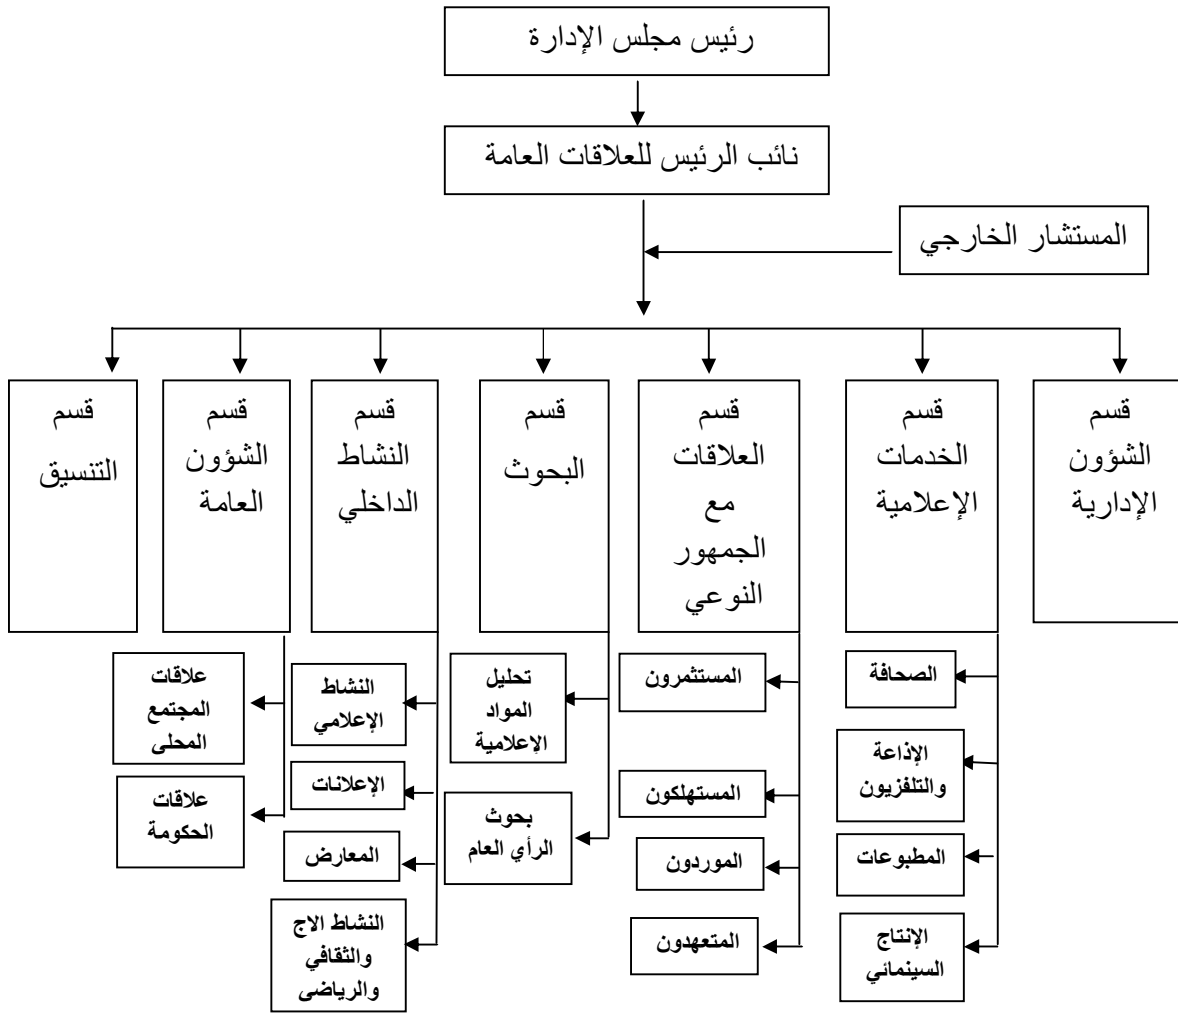 رئيس مجلس الإدارة
نائب الرئيس للعلاقات العامة
المستشار الخارجي
قسم
الشؤون
الإدارية
قسم
الخدمات
الإعلامية
قسم
العلاقات
مع
الجمهور
النوعي
قسم
البحوث
قسم
النشاط
الداخلي
قسم
الشؤون
العامة
قسم
التنسيق
الصحافة
الإذاعة
والتلفزيون
المطبوعات
الإنتاج
السينمائي
المستثمرون
المستهلكون
الموردون
المتعهدون
تحليل
المواد
الإعلامية
بحوث
الرأي العام
النشاط
الإعلامي
الإعلانات
المعارض
النشاط الاج
والثقافي
والرياضى
علاقات
المجتمع
المحلى
علاقات
الحكومة